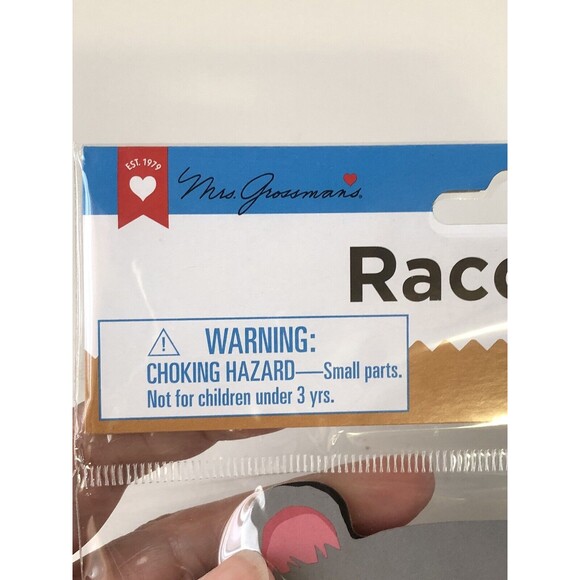 EST. 1979
Mrs. Grossman's®
Racc
WARNING:
CHOKING HAZARD—Small parts.
Not for children under 3 yrs.